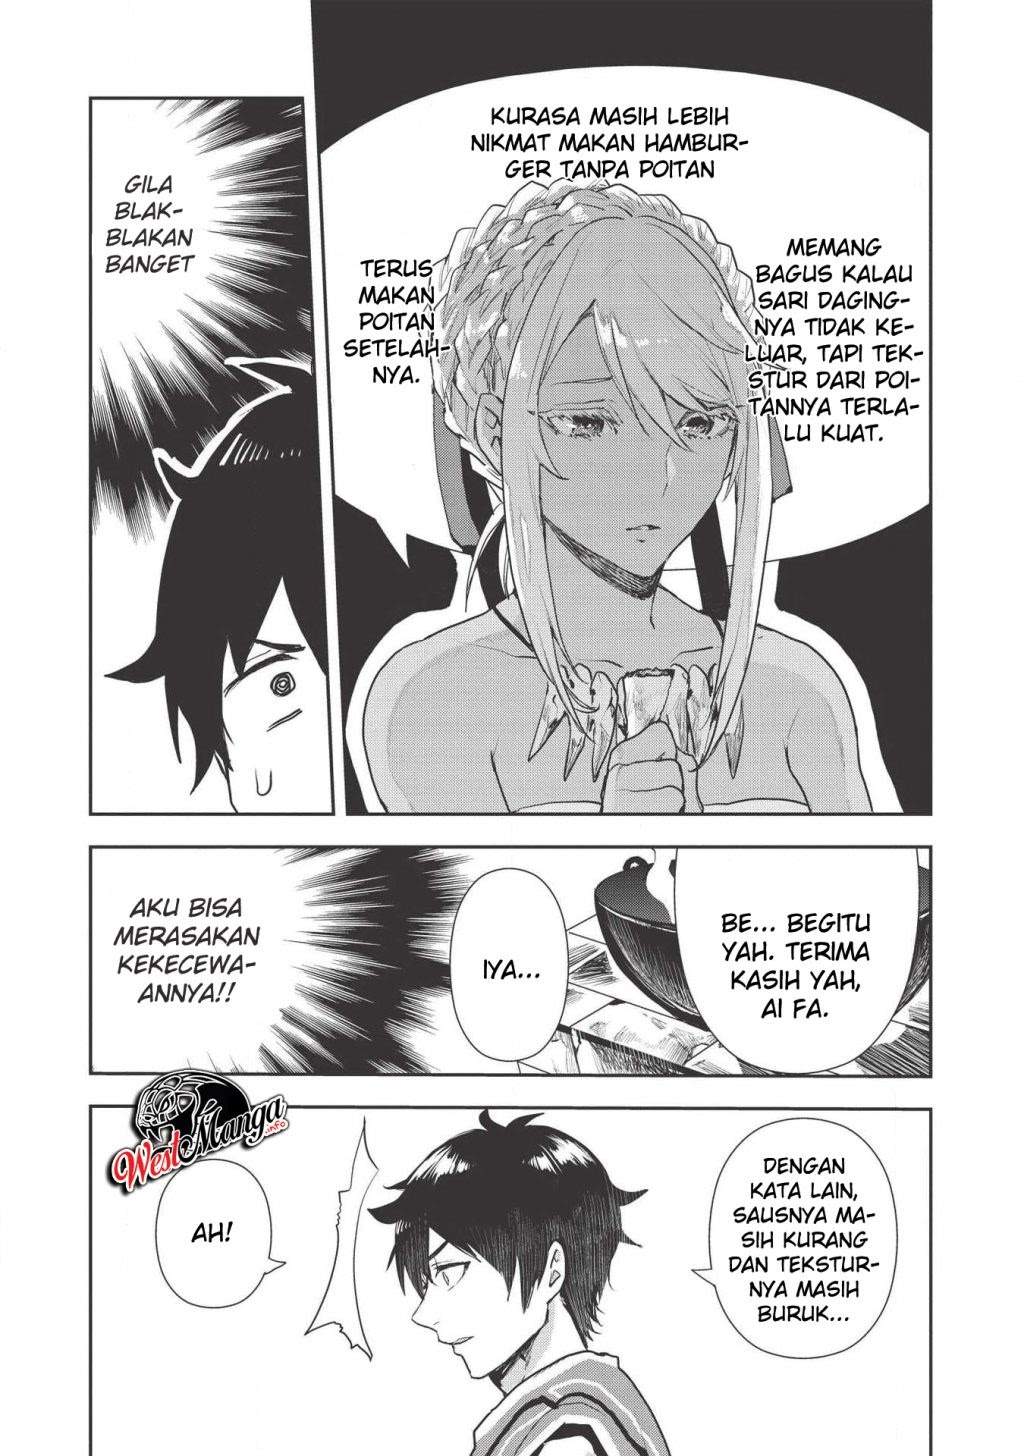 KURASA MASIH LEBIH
NIKMAT MAKAN HAMBUR-
GER TANPA POITAN
MEMANG
BAGUS KALAU
SARI DAGING-
NYA TIDAK KE-
LUAR, TAPI TEK-
STUR DARI POI-
TANNYA TERLA-
LU KUAT.
TERUS
MAKAN
POITAN
SETELAH-
NYA.
GILA
BLAK-
BLAKAN
BANGET
BE... BEGITU
YAH. TERIMA
KASIH YAH,
AI FA.
IYA...
AKU BISA
MERASAKAN
KEKECEWA-
ANNYA!!
DENGAN
KATA LAIN,
SAUSNYA MA-
SIH KURANG
DAN TEKSTUR-
NYA MASIH
BURUK...
AH!
WestManga
.info